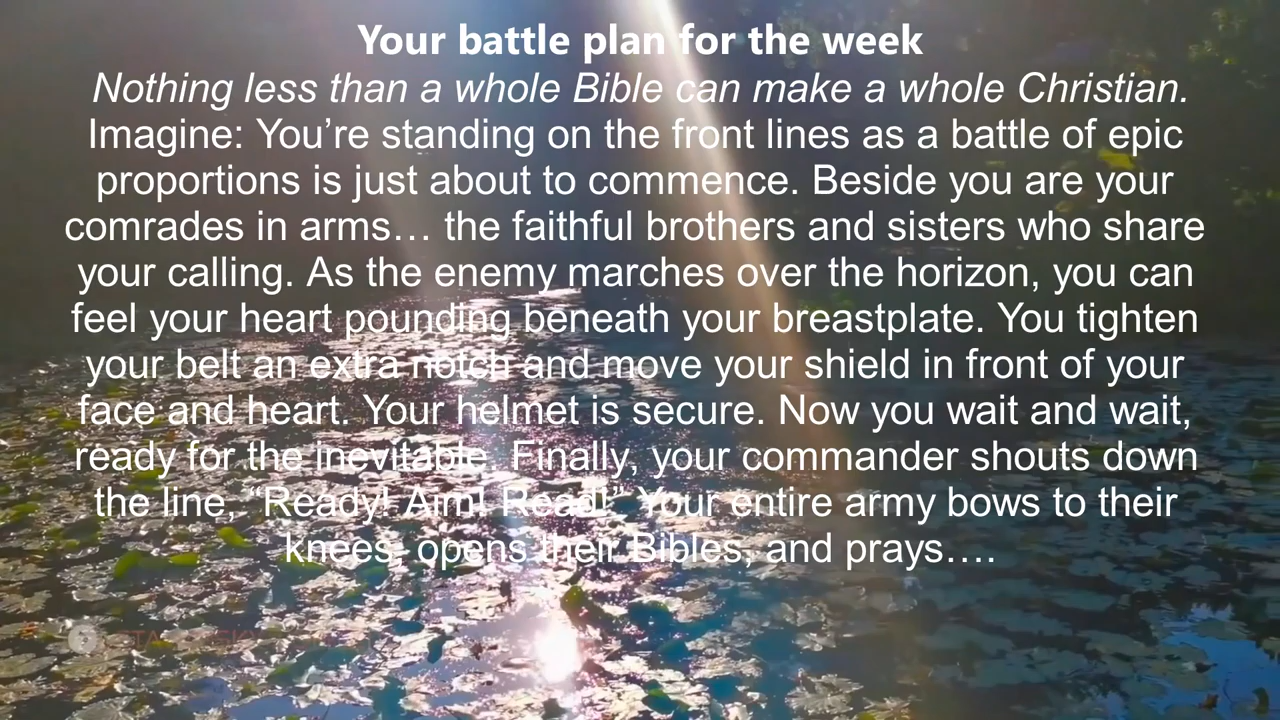 Your battle plan for the week
Nothing less than a whole Bible can make a whole Christian.
Imagine: You’re standing on the front lines as a battle of epic
proportions is just about to commence. Beside you are your
comrades in arms… the faithful brothers and sisters who share
your calling. As the enemy marches over the horizon, you can
feel your heart pounding beneath your breastplate. You tighten
your belt an extra notch and move your shield in front of your
face and heart. Your helmet is secure. Now you wait and wait,
ready for the inevitable. Finally, your commander shouts down
the line, “Ready! Aim! Read!” Your entire army bows to their
knees, opens their Bibles, and prays….